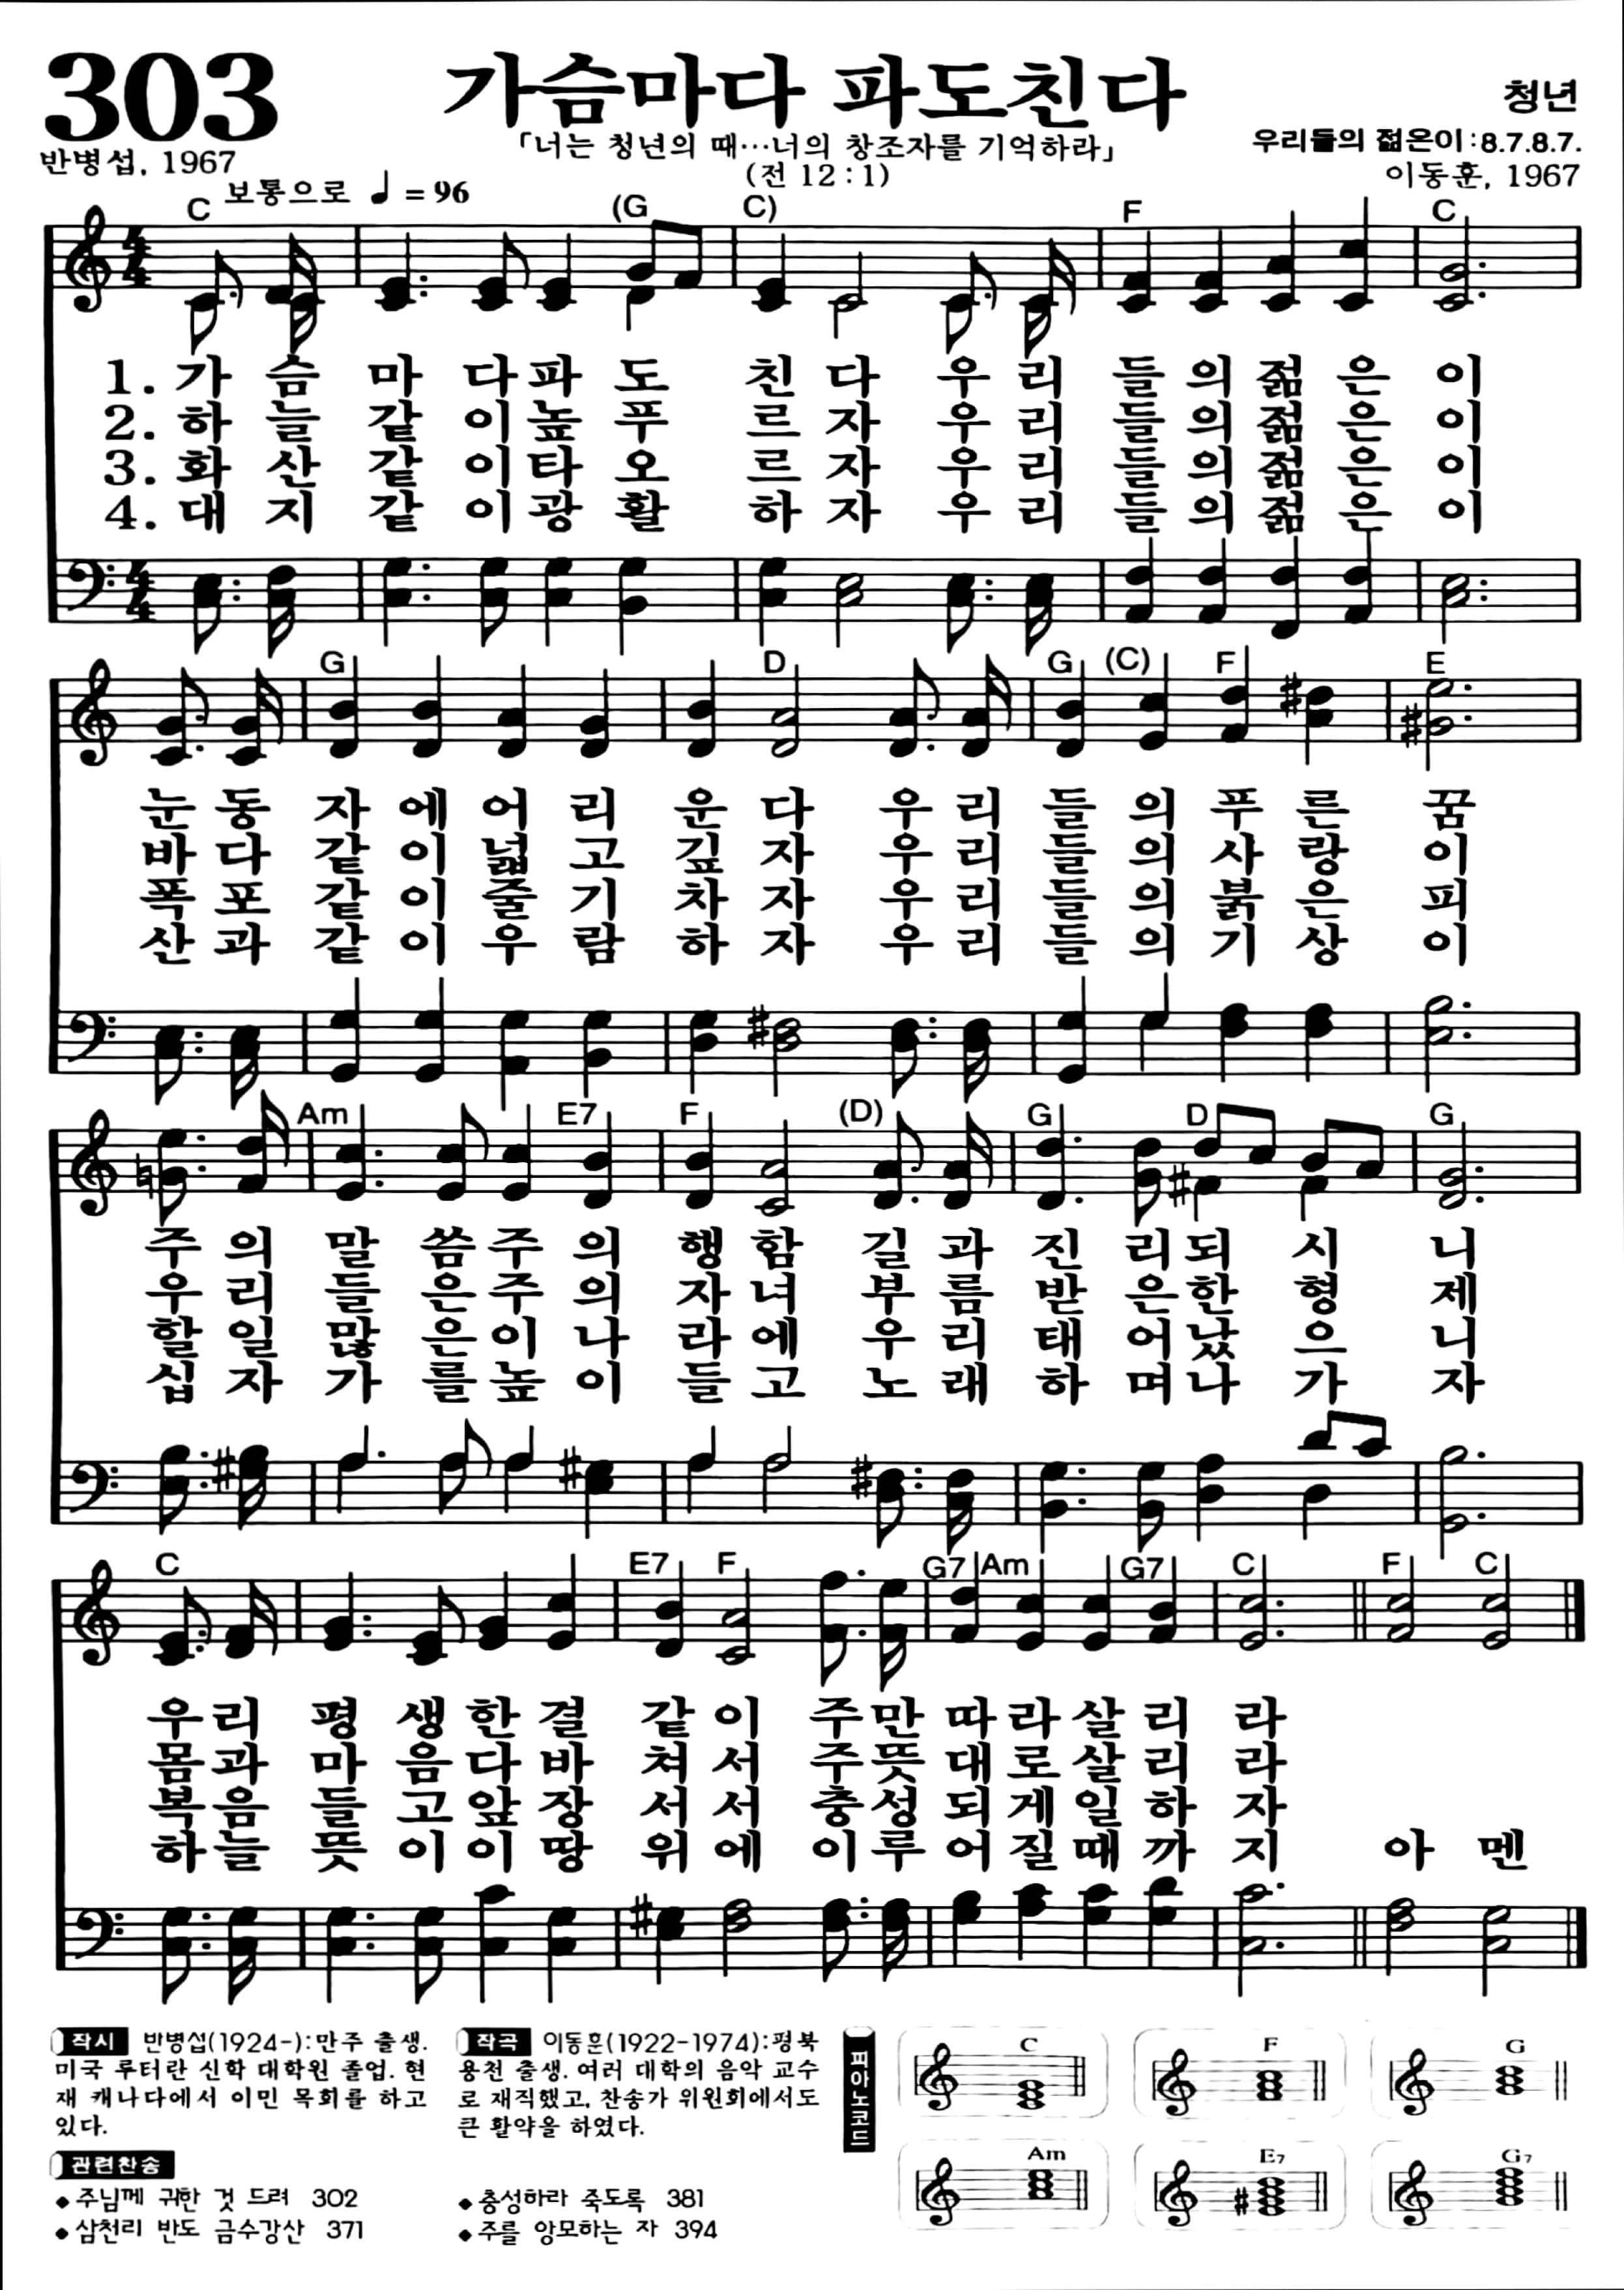 303
가슴마다 파도친다
청년
「너는 청년의 때…너의 창조자를 기억하라」
우리들의 젊은이:8.7.8.7.
반병섭, 1967
(전 12:1)
이동훈, 1967
보통으로 ♩= 96
C (G C) F C
1. 가 슴 마 다 파 도 친 다 우 리 들 의 젊 은 이
2. 하 늘 같 이 높 푸 르 자 우 리 들 의 젊 은 이
3. 화 산 같 이 타 오 르 자 우 리 들 의 젊 은 이
4. 대 지 같 이 광 활 하 자 우 리 들 의 젊 은 이
G D G (C) F E
눈 동 자 에 어 리 운 다 우 리 들 의 푸 른 꿈
바 다 같 이 넓 고 깊 자 우 리 들 의 사 랑 이
폭 포 같 이 줄 기 차 자 우 리 들 의 붉 은 피
산 과 같 이 우 람 하 자 우 리 들 의 기 상 이
Am E7 F (D) G D G
주 의 말 씀 주 의 행 함 길 과 진 리 되 시 니
우 리 들 은 주 의 자 녀 부 름 받 은 한 형 제
할 일 많 은 이 나 라 에 우 리 태 어 났 으 니
십 자 가 를 높 이 들 고 노 래 하 며 나 가 자
C E7 F G7 Am G7 C F C
우 리 평 생 한 결 같 이 주 만 따 라 살 리 라
몸 과 마 음 다 바 쳐 서 주 뜻 대 로 살 리 라
복 음 들 고 앞 장 서 서 충 성 되 게 일 하 자
하 늘 뜻 이 이 땅 위 에 이 루 어 질 때 까 지 아 멘
작시 반병섭(1924-):만주 출생.
미국 루터란 신학 대학원 졸업. 현
재 캐나다에서 이민 목회를 하고
있다.
작곡 이동훈(1922-1974):평북
용천 출생. 여러 대학의 음악 교수
로 재직했고, 찬송가 위원회에서도
큰 활약을 하였다.
관련찬송
◆주님께 귀한 것 드려 302
◆삼천리 반도 금수강산 371
◆충성하라 죽도록 381
◆주를 앙모하는 자 394
피아노코드
C F G
Am E7 G7